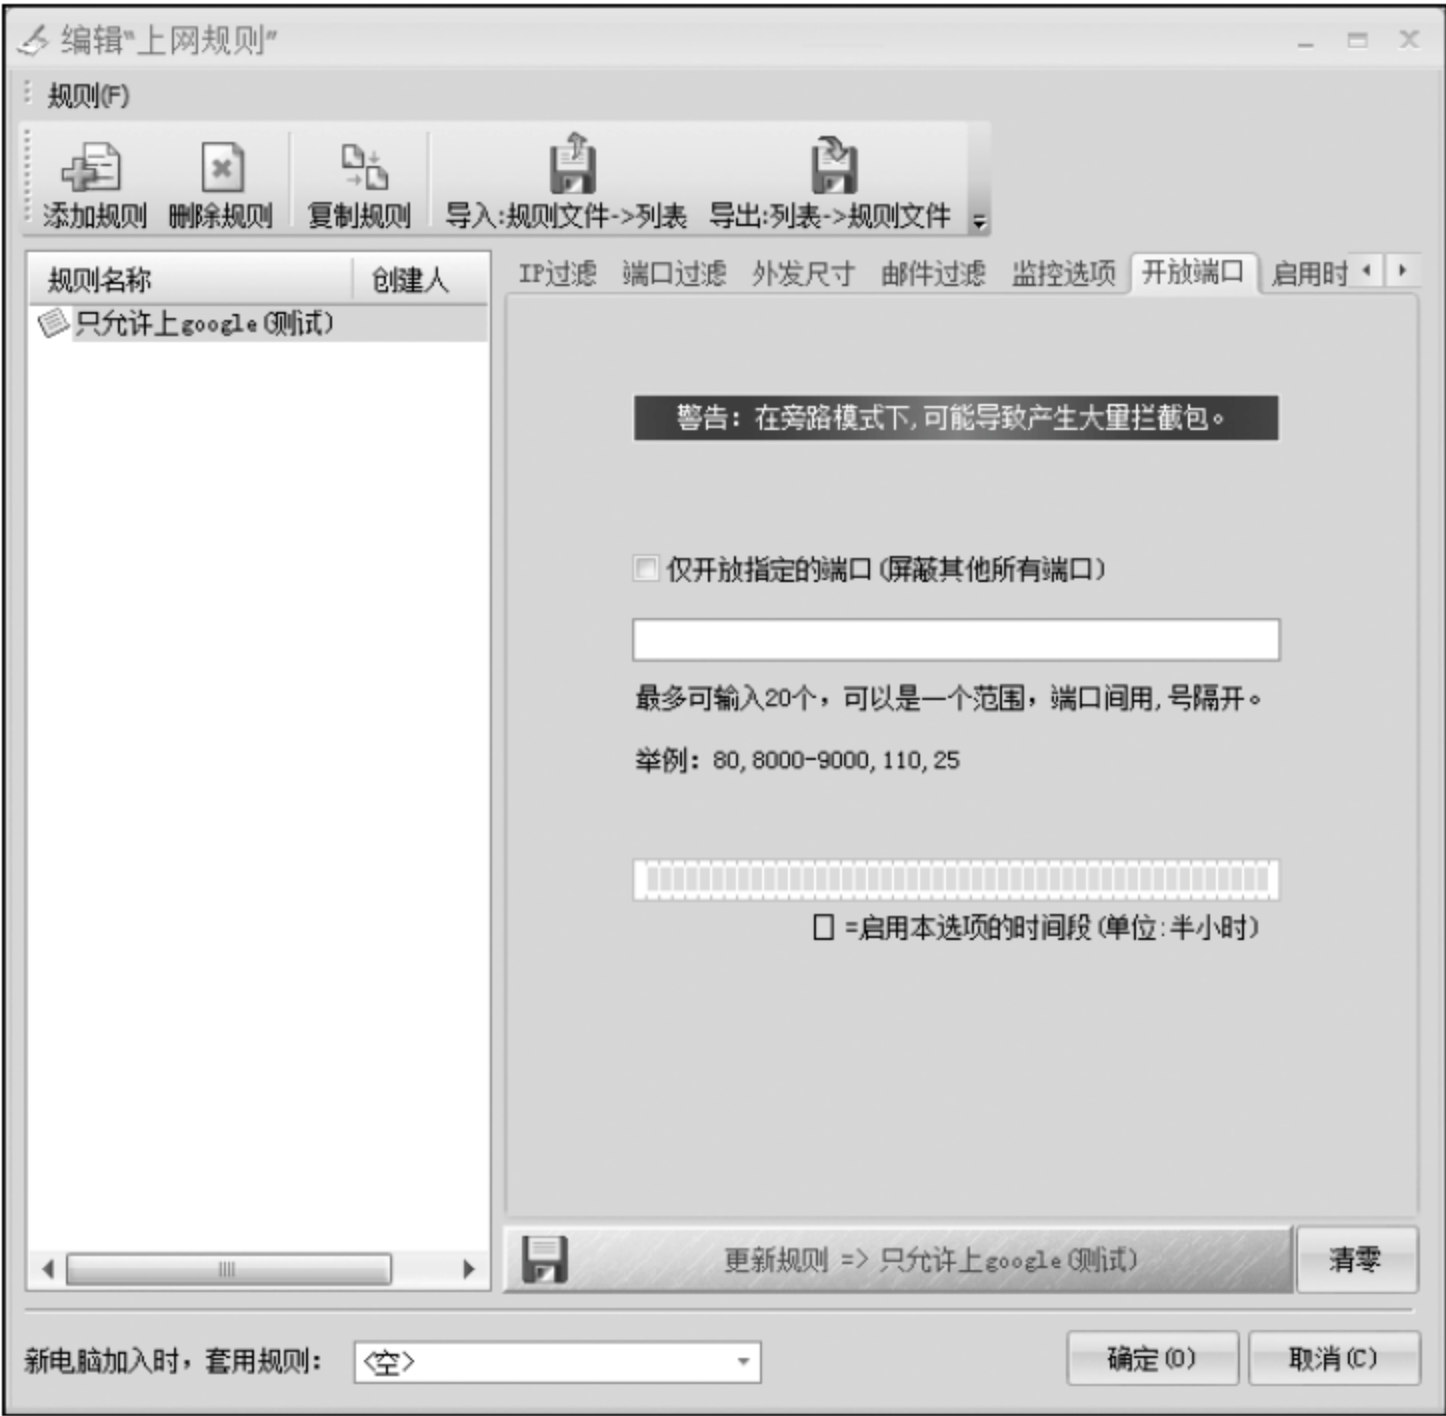 编辑“上网规则”
规则(F)
添加规则 删除规则 复制规则 导入:规则文件->列表 导出:列表->规则文件
规则名称 创建人
只允许上google(测试)
IP过滤 端口过滤 外发尺寸 邮件过滤 监控选项 开放端口 启用时
警告：在旁路模式下,可能导致产生大量拦截包。
仅开放指定的端口(屏蔽其他所有端口)
最多可输入20个，可以是一个范围，端口间用,号隔开。
举例：80,8000-9000,110,25
=启用本选项的时间段(单位:半小时)
更新规则 => 只允许上google(测试) 清零
新电脑加入时，套用规则： <空> 确定(O) 取消(C)